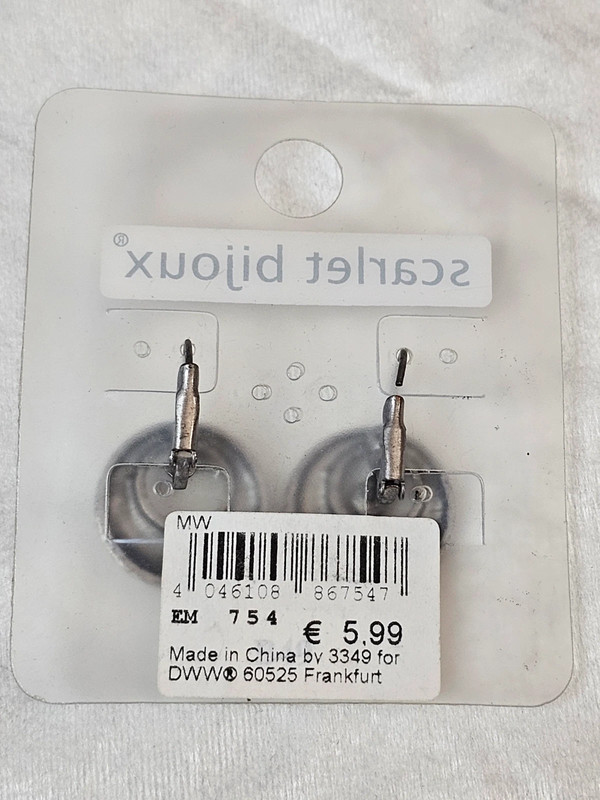 scarlet bijoux®
MW
4 046108 867547
EM 754
€ 5,99
Made in China by 3349 for
DWW® 60525 Frankfurt